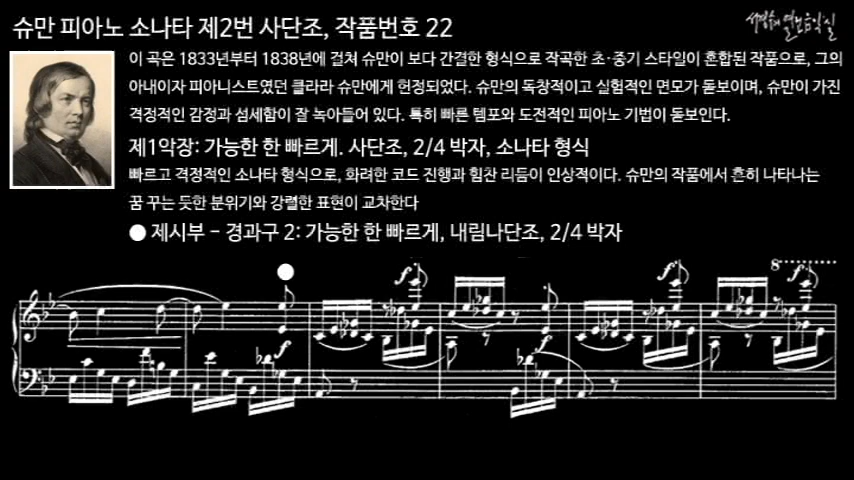 슈만 피아노 소나타 제2번 사단조, 작품번호 22
이 곡은 1833년부터 1838년에 걸쳐 슈만이 보다 간결한 형식으로 작곡한 초·중기 스타일이 혼합된 작품으로, 그의
아내이자 피아니스트였던 클라라 슈만에게 헌정되었다. 슈만의 독창적이고 실험적인 면모가 돋보이며, 슈만이 가진
격정적인 감정과 섬세함이 잘 녹아들어 있다. 특히 빠른 템포와 도전적인 피아노 기법이 돋보인다.
제1악장: 가능한 한 빠르게. 사단조, 2/4 박자, 소나타 형식
빠르고 격정적인 소나타 형식으로, 화려한 코드 진행과 힘찬 리듬이 인상적이다. 슈만의 작품에서 흔히 나타나는
꿈 꾸는 듯한 분위기와 강렬한 표현이 교차한다
● 제시부 - 경과구 2: 가능한 한 빠르게, 내림나단조, 2/4 박자
8
f f f f f